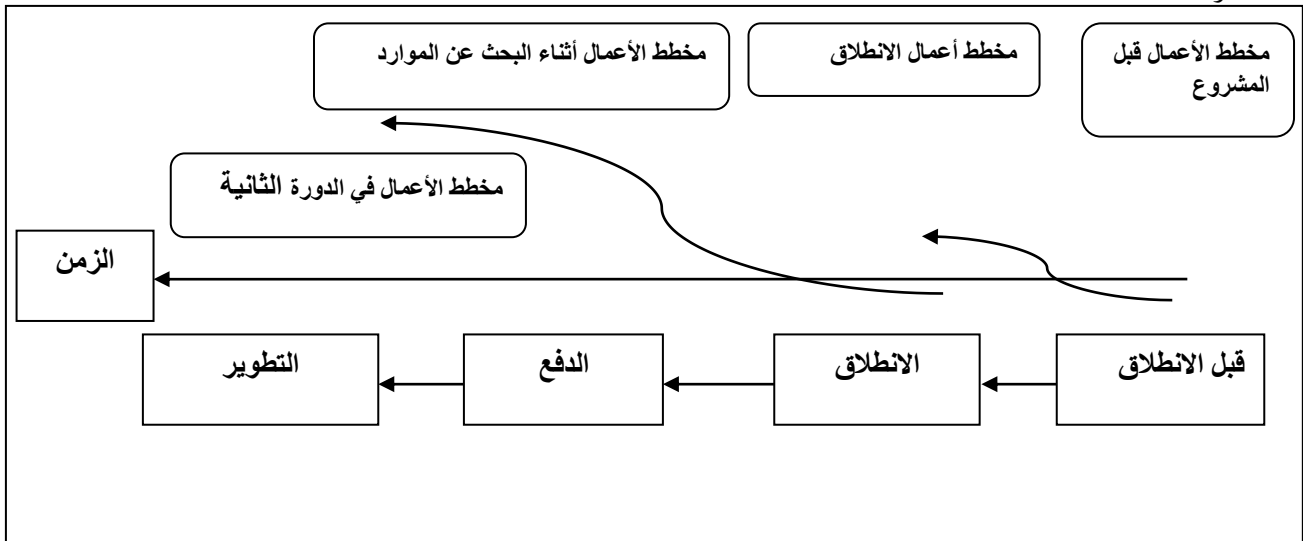 مخطط الأعمال قبل
المشروع
مخطط أعمال الانطلاق
مخطط الأعمال أثناء البحث عن الموارد
مخطط الأعمال في الدورة الثانية
الزمن
قبل الانطلاق
الانطلاق
الدفع
التطوير